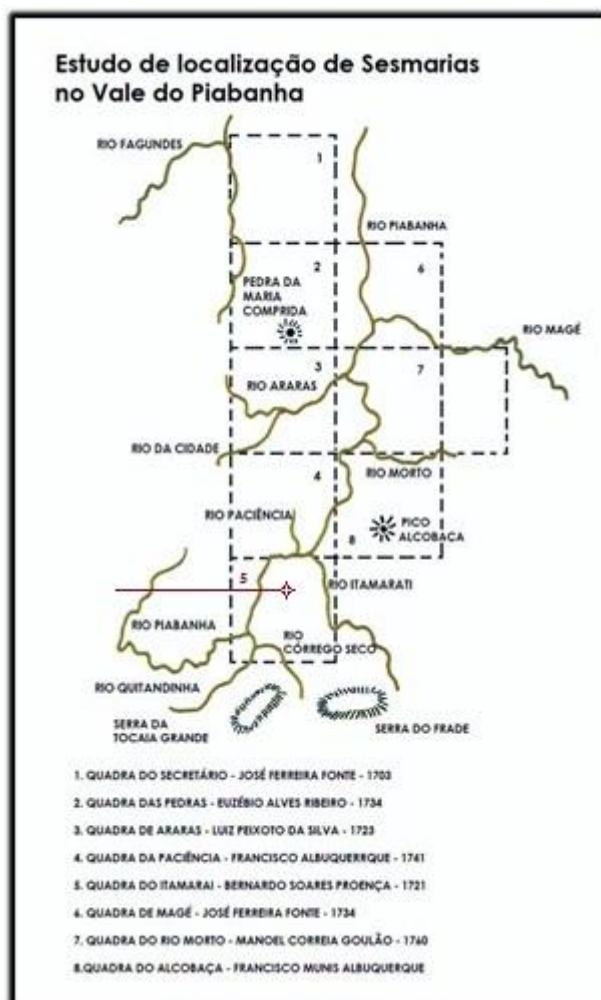 Estudo de localização de Sesmarias
no Vale do Piabanha
RIO FAGUNDES
1
RIO PIABANHA
2
6
PEDRA DA
MARIA
COMPRIDA
RIO MAGÉ
3
7
RIO ARARAS
RIO DA CIDADE
4
RIO MORTO
RIO PACIÊNCIA
PICO
ALCOBAÇA
8
5
RIO ITAMARATI
RIO PIABANHA
RIO
CÓRREGO SECO
RIO QUITANDINHA
SERRA DA
TOCAIA GRANDE
SERRA DO FRADE
1. QUADRA DO SECRETÁRIO - JOSÉ FERREIRA FONTE - 1703
2. QUADRA DAS PEDRAS - EUZÉBIO ALVES RIBEIRO - 1734
3. QUADRA DE ARARAS - LUIZ PEIXOTO DA SILVA - 1723
4. QUADRA DA PACIÊNCIA - FRANCISCO ALBUQUERRQUE - 1741
5. QUADRA DO ITAMARAI - BERNARDO SOARES PROENÇA - 1721
6. QUADRA DE MAGÉ - JOSÉ FERREIRA FONTE - 1734
7. QUADRA DO RIO MORTO - MANOEL CORREIA GOULÃO - 1760
8.QUADRA DO ALCOBAÇA - FRANCISCO MUNIS ALBUQUERQUE